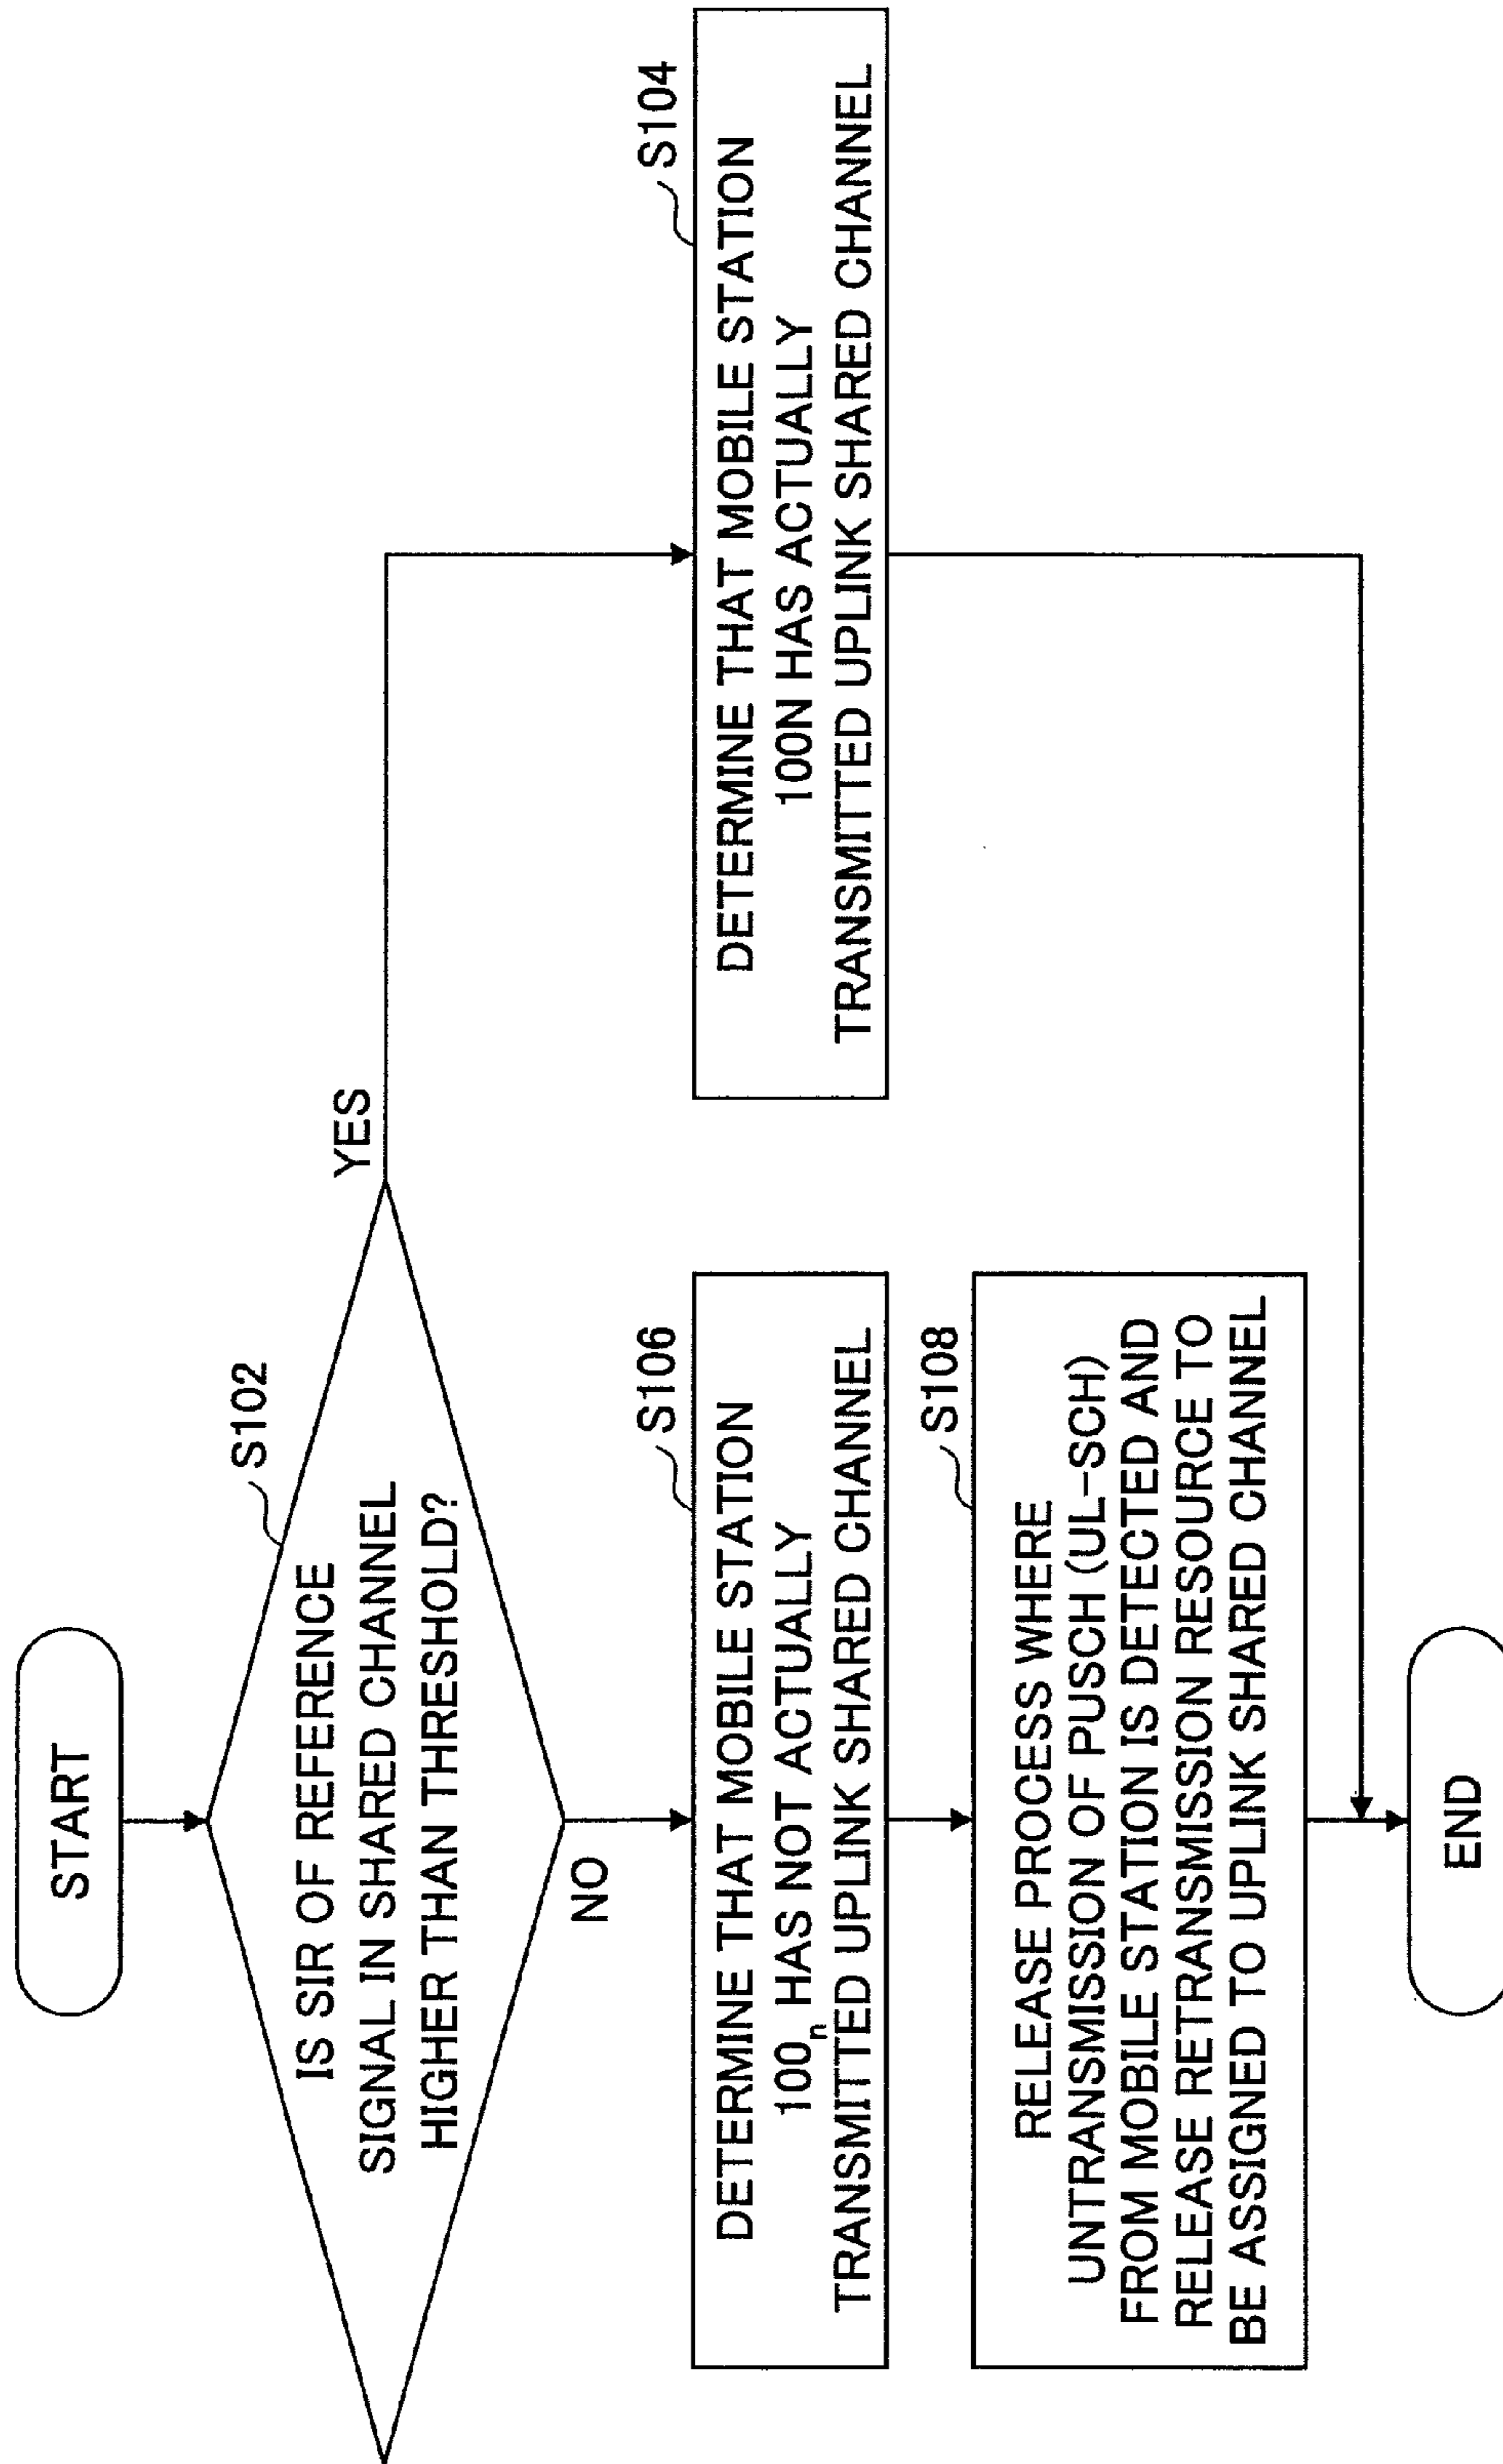 START
S102
IS SIR OF REFERENCE
SIGNAL IN SHARED CHANNEL
HIGHER THAN THRESHOLD?
YES
NO
S104
DETERMINE THAT MOBILE STATION
100N HAS ACTUALLY
TRANSMITTED UPLINK SHARED CHANNEL
S106
DETERMINE THAT MOBILE STATION
100n HAS NOT ACTUALLY
TRANSMITTED UPLINK SHARED CHANNEL
S108
RELEASE PROCESS WHERE
UNTRANSMISSION OF PUSCH (UL-SCH)
FROM MOBILE STATION IS DETECTED AND
RELEASE RETRANSMISSION RESOURCE TO
BE ASSIGNED TO UPLINK SHARED CHANNEL
END